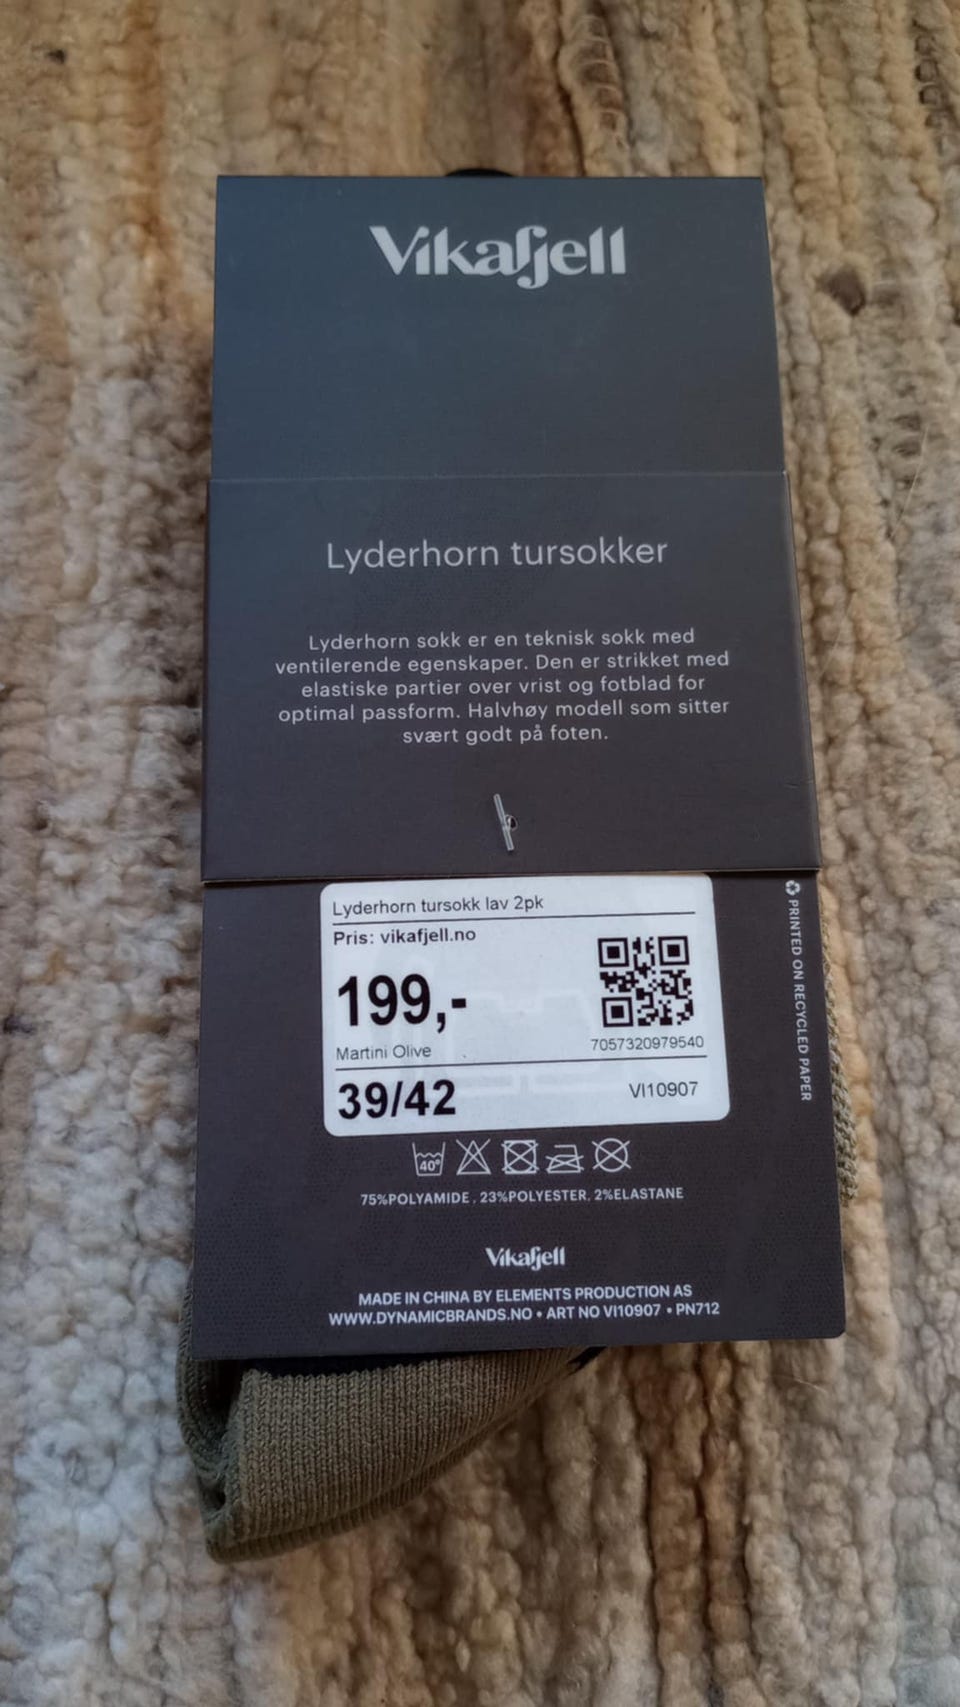 Vikafjell
Lyderhorn tursokker
Lyderhorn sokk er en teknisk sokk med
ventilerende egenskaper. Den er strikket med
elastiske partier over vrist og fotblad for
optimal passform. Halvhøy modell som sitter
svært godt på foten.
Lyderhorn tursokk lav 2pk
Pris: vikafjell.no
199,-
Martini Olive
7057320979540
39/42
VI10907
PRINTED ON RECYCLED PAPER
40°
75%POLYAMIDE, 23%POLYESTER, 2%ELASTANE
Vikafjell
MADE IN CHINA BY ELEMENTS PRODUCTION AS
WWW.DYNAMICBRANDS.NO • ART NO VI10907 • PN712